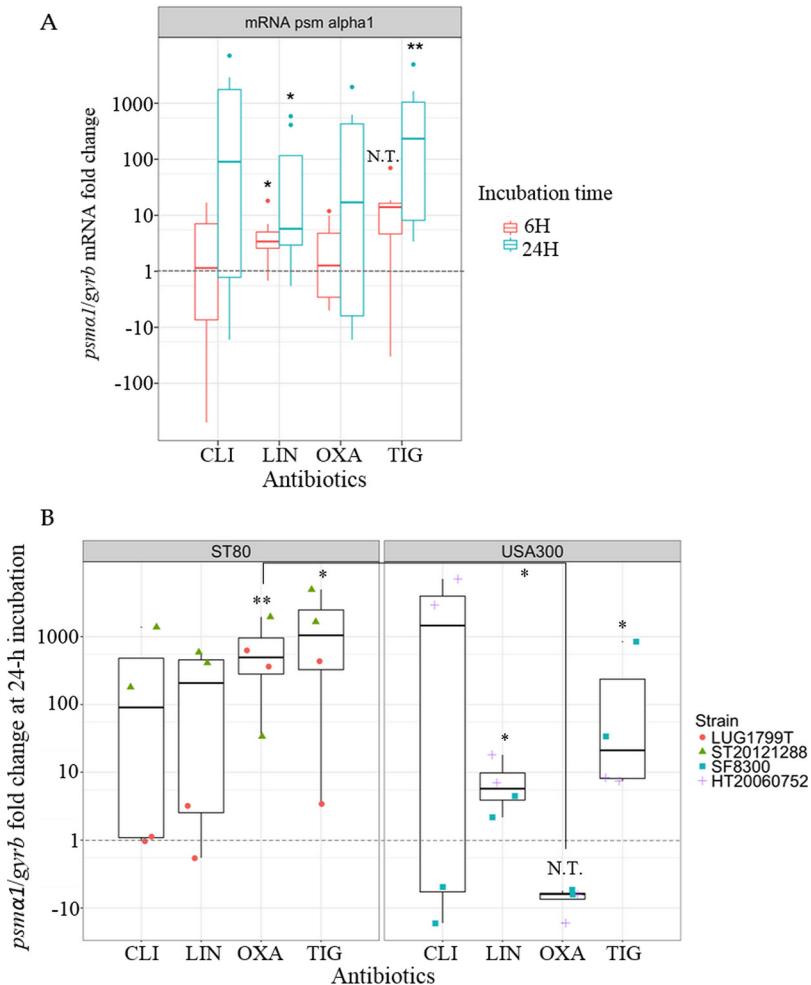 A
mRNA psm alpha1
psmα1/gyrb mRNA fold change
1000
100
10
1
-10
-100
*
*
N.T.
**
CLI LIN OXA TIG
Antibiotics
Incubation time
6H
24H
B
ST80 USA300
psmα1/gyrb fold change at 24-h incubation
1000
100
10
1
-10
**
*
*
*
*
N.T.
CLI LIN OXA TIG CLI LIN OXA TIG
Antibiotics
Strain
LUG1799T
ST20121288
SF8300
HT20060752